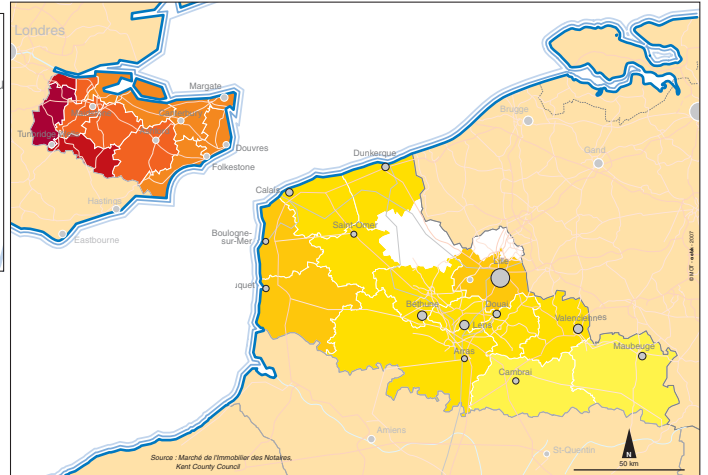 Londres
Margate
Tunbridge
Douvres
Folkestone
Hastings
Eastbourne
Brugge
Gand
Dunkerque
Calais
Saint-Omer
Boulogne-
sur-Mer
uquet
Lille
Béthune
Douai
Lens
Valenciennes
Arras
Maubeuge
Cambrai
Amiens
St-Quentin
Source : Marché de l'Immobilier des Notaires,
Kent County Council
N
50 km